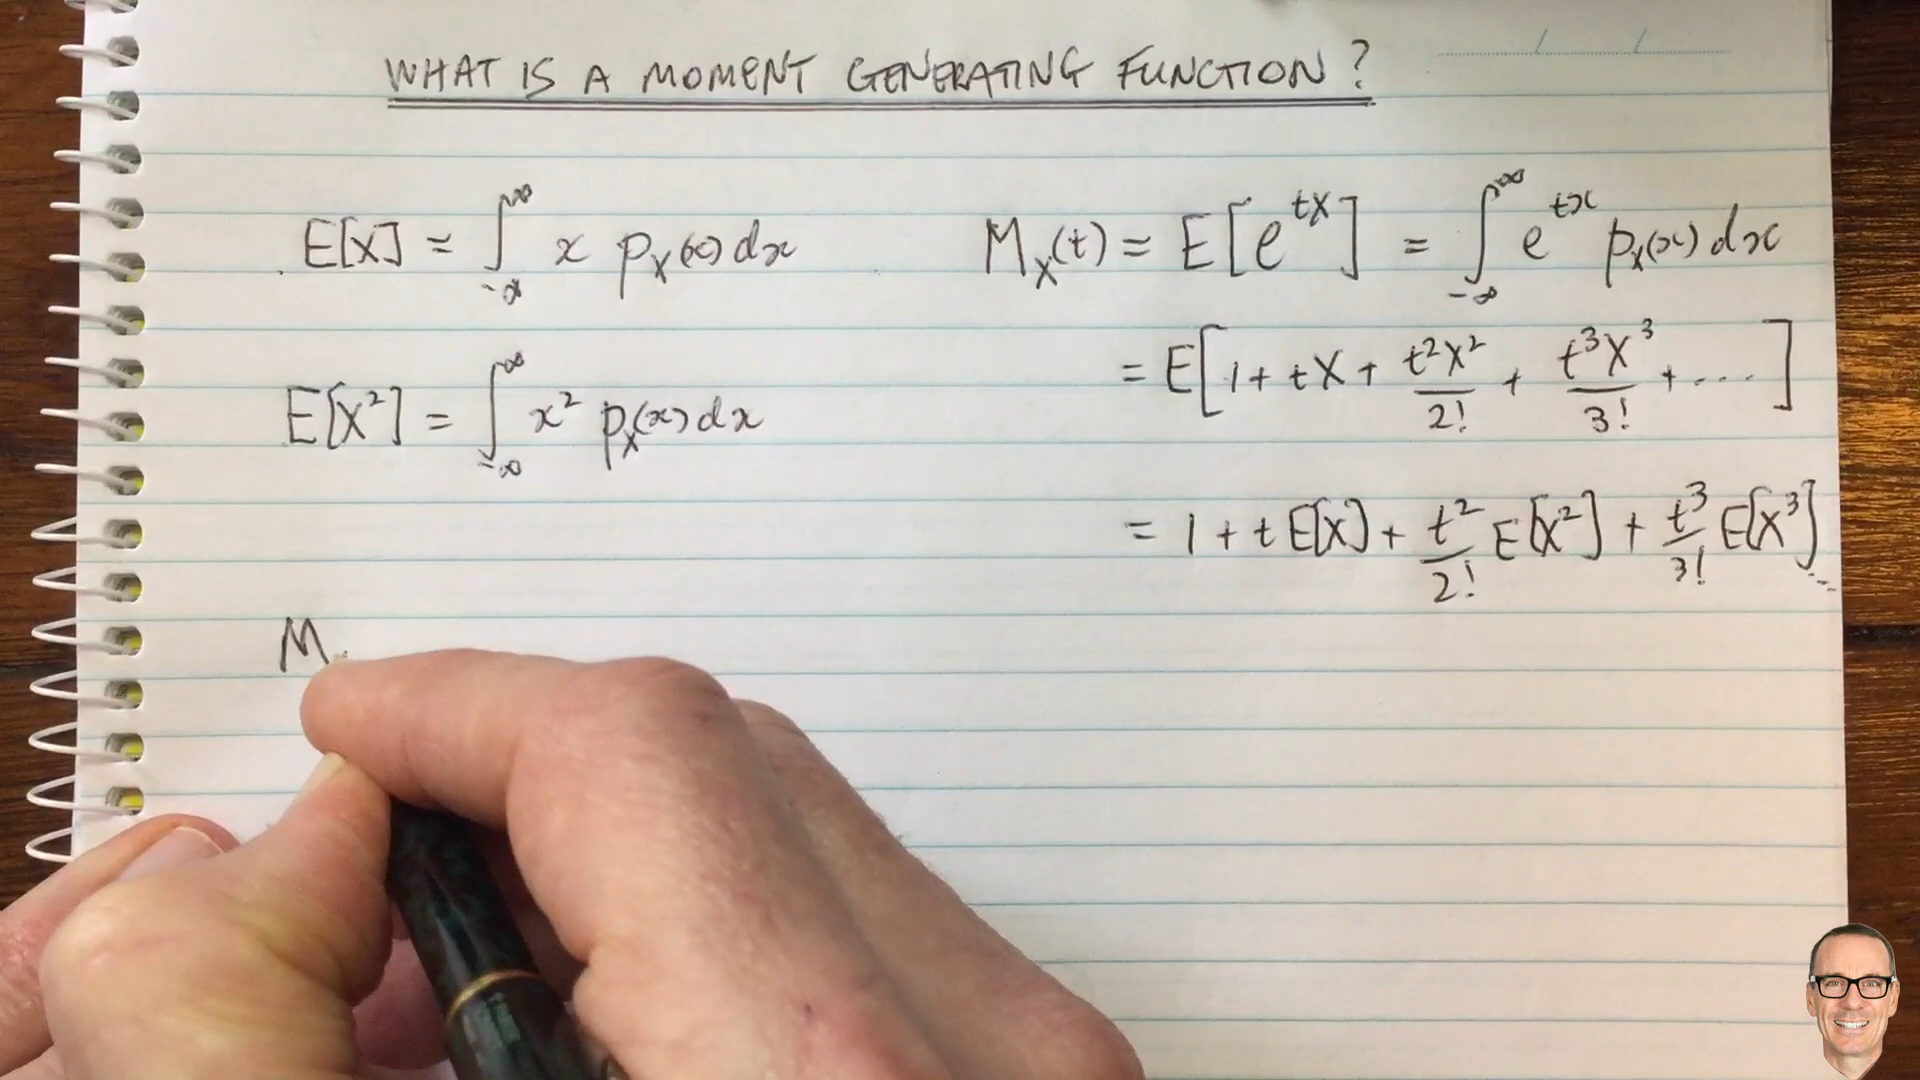 WHAT IS A MOMENT GENERATING FUNCTION?
E[X] = ∫_{-∞}^{∞} x p_X(x) dx
E[X²] = ∫_{-∞}^{∞} x² p_X(x) dx
M
M_X(t) = E[e^{tX}] = ∫_{-∞}^{∞} e^{tx} p_X(x) dx
= E[1 + tX + t²X²/2! + t³X³/3! + ....]
= 1 + t E[X] + t²/2! E[X²] + t³/3! E[X³] ...